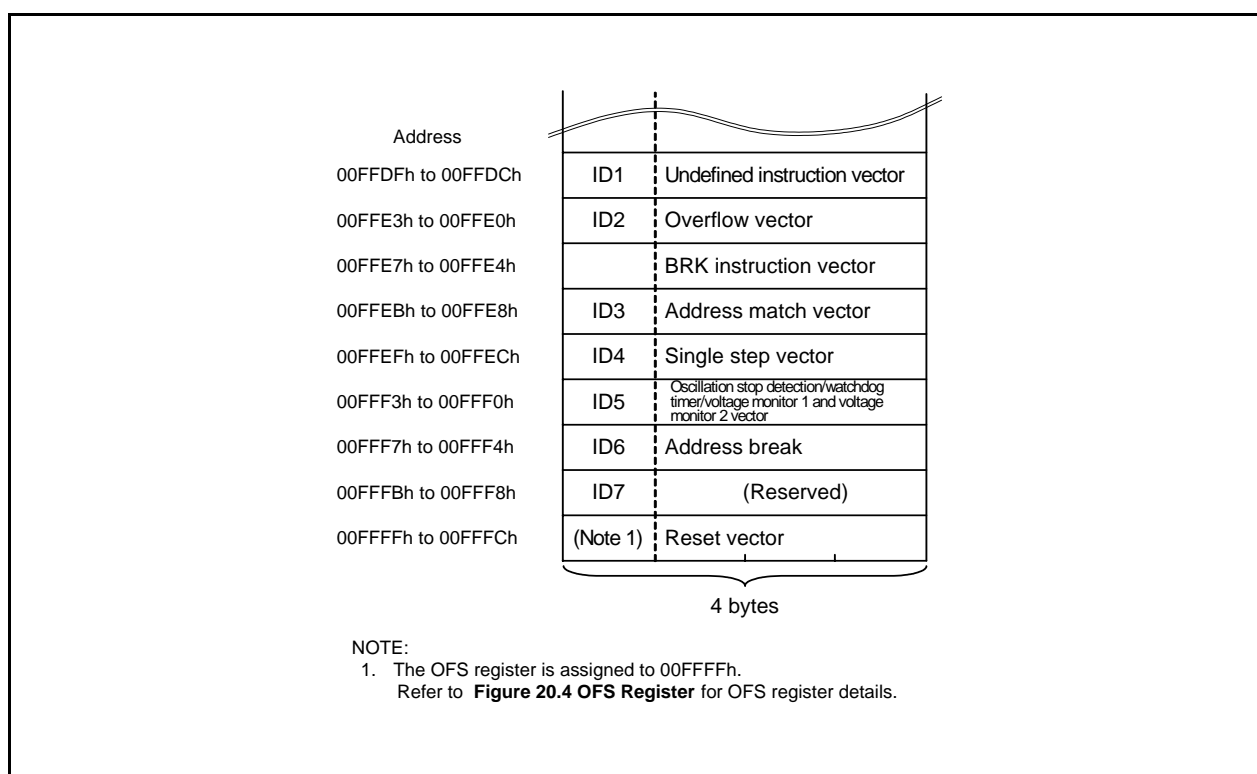 Address
00FFDFh to 00FFDCh ID1 Undefined instruction vector
00FFE3h to 00FFE0h ID2 Overflow vector
00FFE7h to 00FFE4h BRK instruction vector
00FFEBh to 00FFE8h ID3 Address match vector
00FFEFh to 00FFECh ID4 Single step vector
00FFF3h to 00FFF0h ID5 Oscillation stop detection/watchdog
timer/voltage monitor 1 and voltage
monitor 2 vector
00FFF7h to 00FFF4h ID6 Address break
00FFFBh to 00FFF8h ID7 (Reserved)
00FFFFh to 00FFFCh (Note 1) Reset vector
4 bytes
NOTE:
1. The OFS register is assigned to 00FFFFh.
Refer to Figure 20.4 OFS Register for OFS register details.